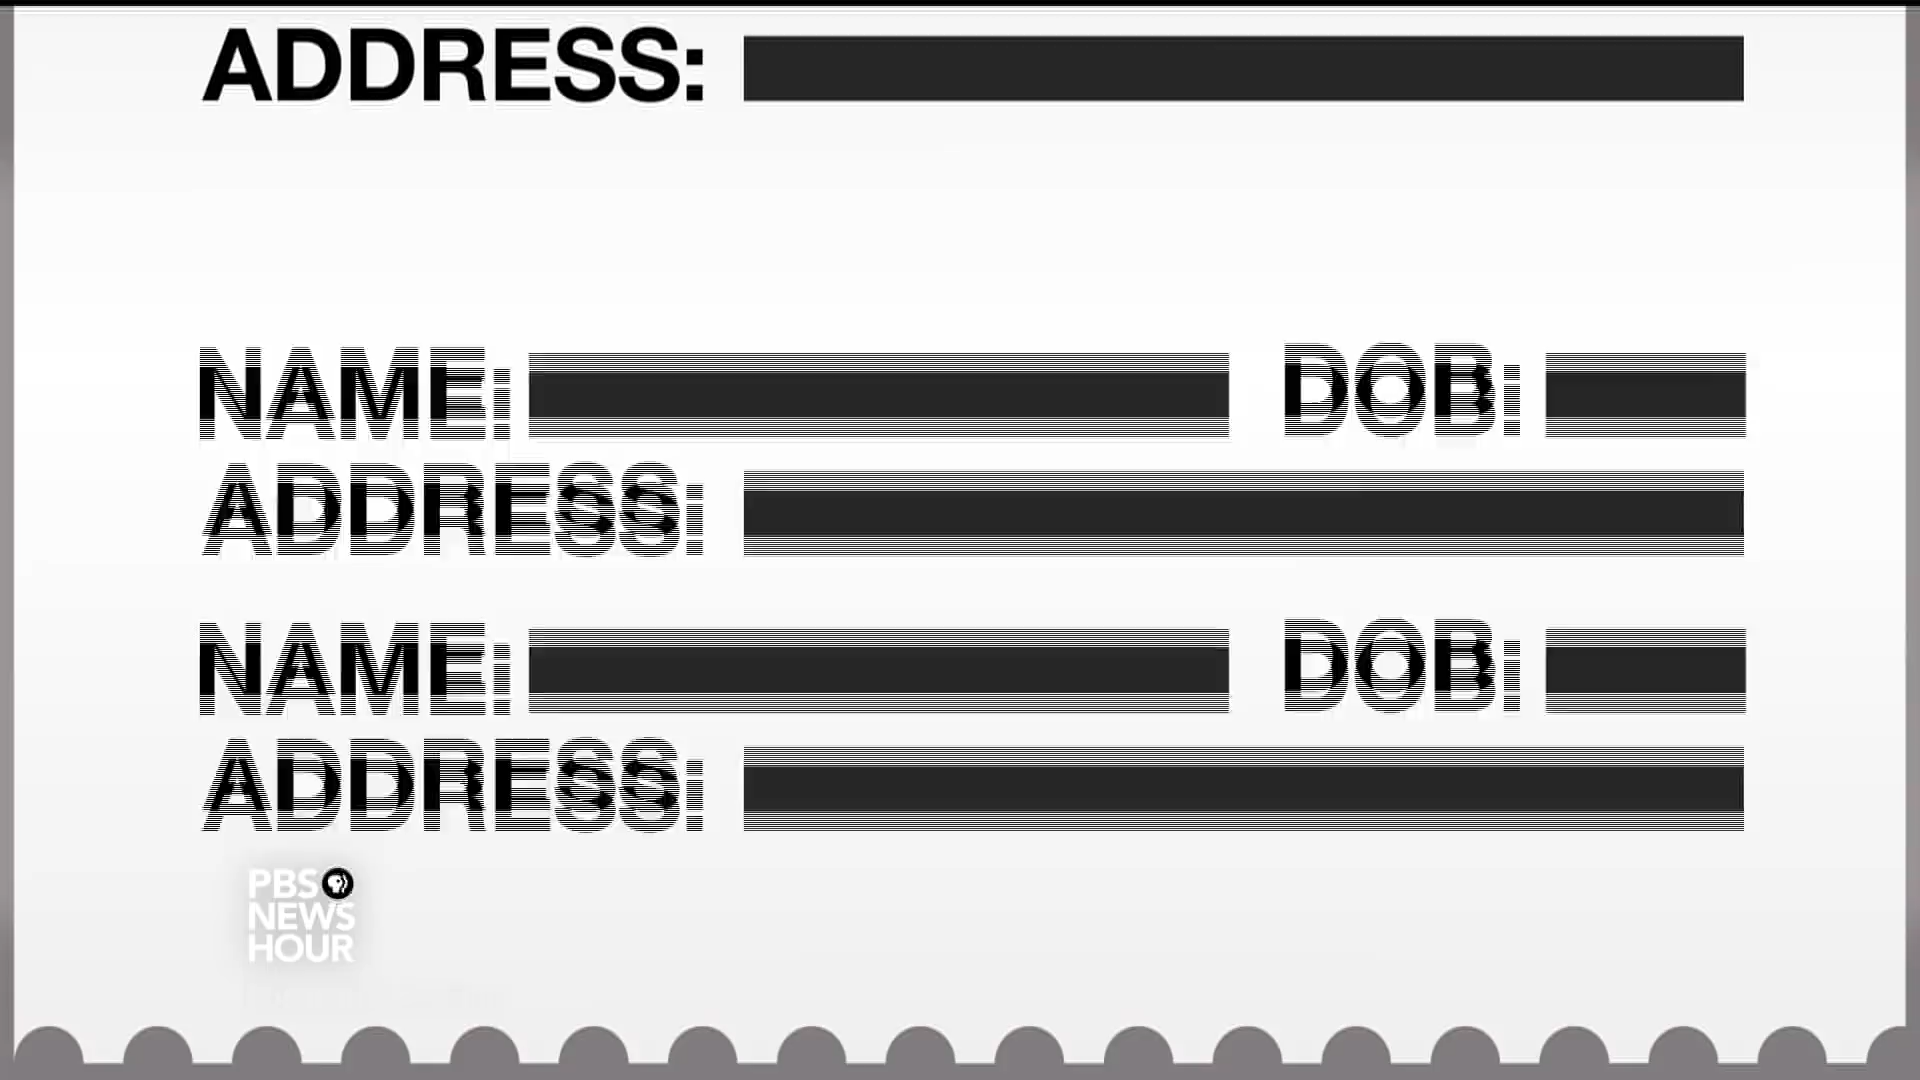 ADDRESS:
NAME: DOB:
ADDRESS:
NAME: DOB:
ADDRESS:
PBS
NEWS
HOUR